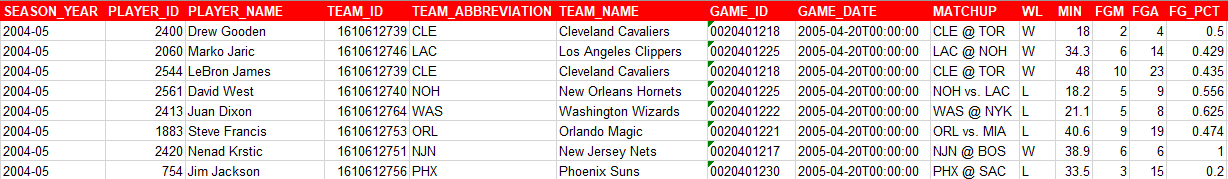 SEASON_YEAR PLAYER_ID PLAYER_NAME TEAM_ID TEAM_ABBREVIATION TEAM_NAME GAME_ID GAME_DATE MATCHUP WL MIN FGM FGA FG_PCT
2004-05 2400 Drew Gooden 1610612739 CLE Cleveland Cavaliers 0020401218 2005-04-20T00:00:00 CLE @ TOR W 18 2 4 0.5
2004-05 2060 Marko Jaric 1610612746 LAC Los Angeles Clippers 0020401225 2005-04-20T00:00:00 LAC @ NOH W 34.3 6 14 0.429
2004-05 2544 LeBron James 1610612739 CLE Cleveland Cavaliers 0020401218 2005-04-20T00:00:00 CLE @ TOR W 48 10 23 0.435
2004-05 2561 David West 1610612740 NOH New Orleans Hornets 0020401225 2005-04-20T00:00:00 NOH vs. LAC L 18.2 5 9 0.556
2004-05 2413 Juan Dixon 1610612764 WAS Washington Wizards 0020401222 2005-04-20T00:00:00 WAS @ NYK L 21.1 5 8 0.625
2004-05 1883 Steve Francis 1610612753 ORL Orlando Magic 0020401221 2005-04-20T00:00:00 ORL vs. MIA L 40.6 9 19 0.474
2004-05 2420 Nenad Krstic 1610612751 NJN New Jersey Nets 0020401217 2005-04-20T00:00:00 NJN @ BOS W 38.9 6 6 1
2004-05 754 Jim Jackson 1610612756 PHX Phoenix Suns 0020401230 2005-04-20T00:00:00 PHX @ SAC L 33.5 3 15 0.2